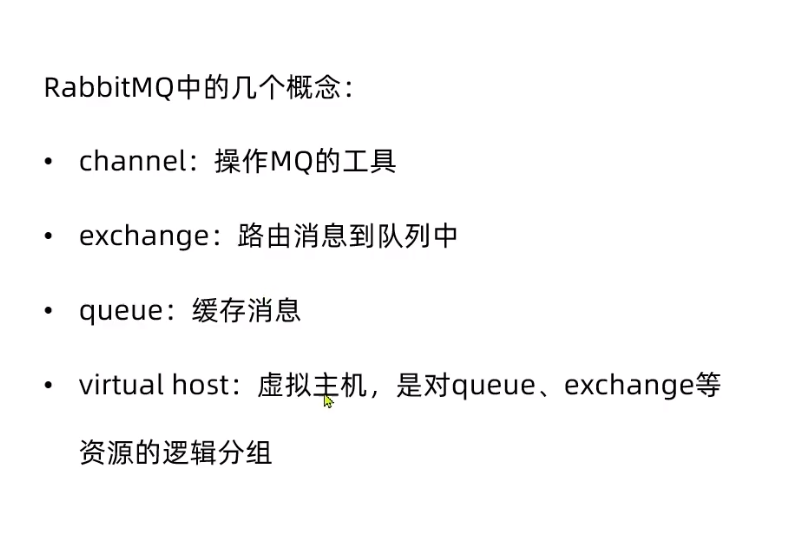 RabbitMQ中的几个概念：
• channel：操作MQ的工具
• exchange：路由消息到队列中
• queue：缓存消息
• virtual host：虚拟主机，是对queue、exchange等
资源的逻辑分组